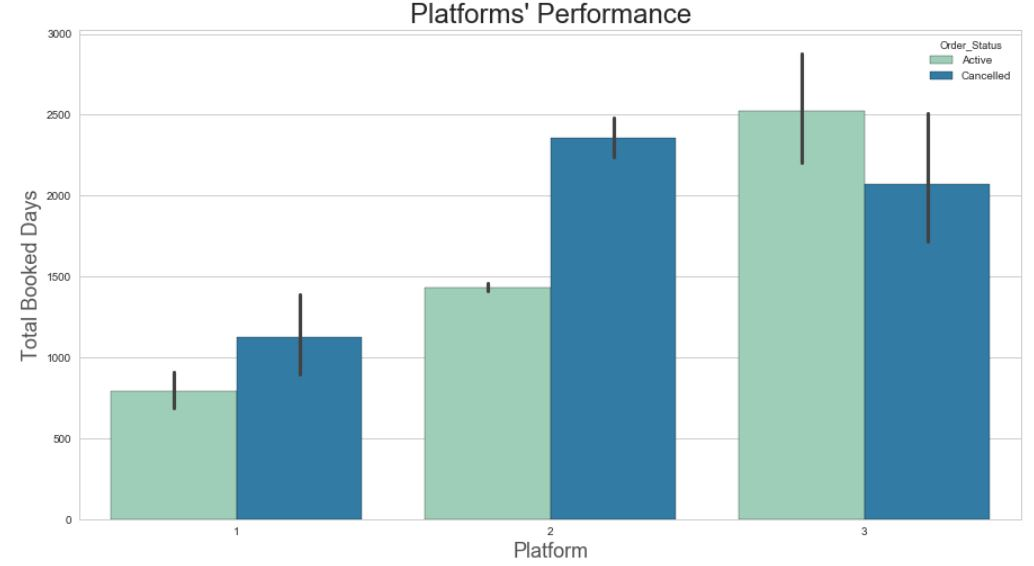 Platforms' Performance
Order_Status
Active
Cancelled
Total Booked Days
3000
2500
2000
1500
1000
500
0
1
2
3
Platform